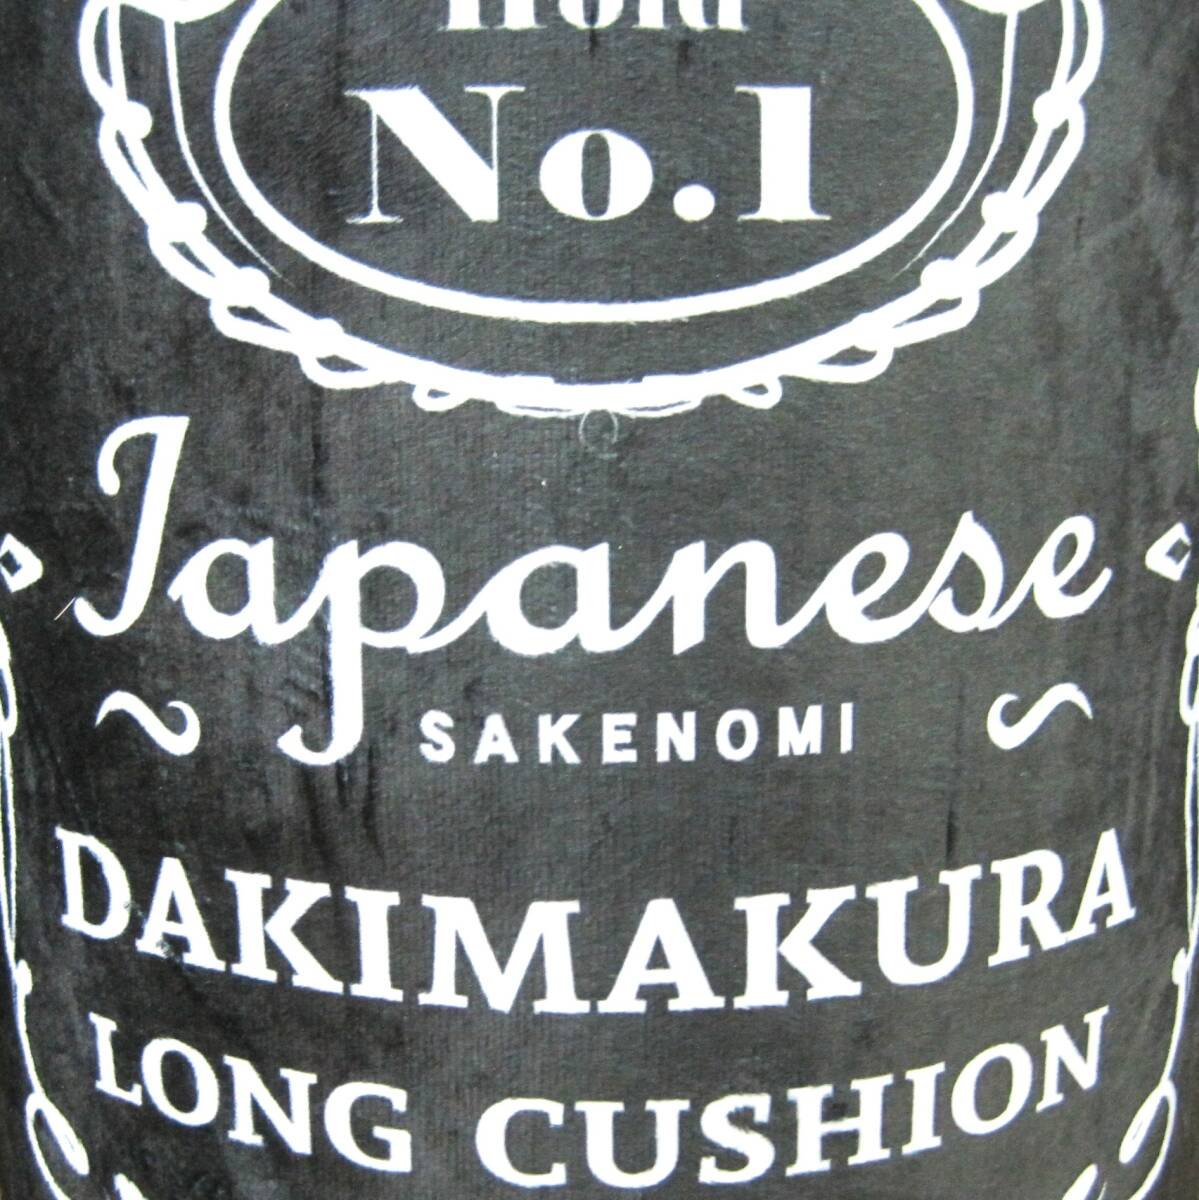 No.1
Japanese
SAKENOMI
DAKIMAKURA
LONG CUSHION